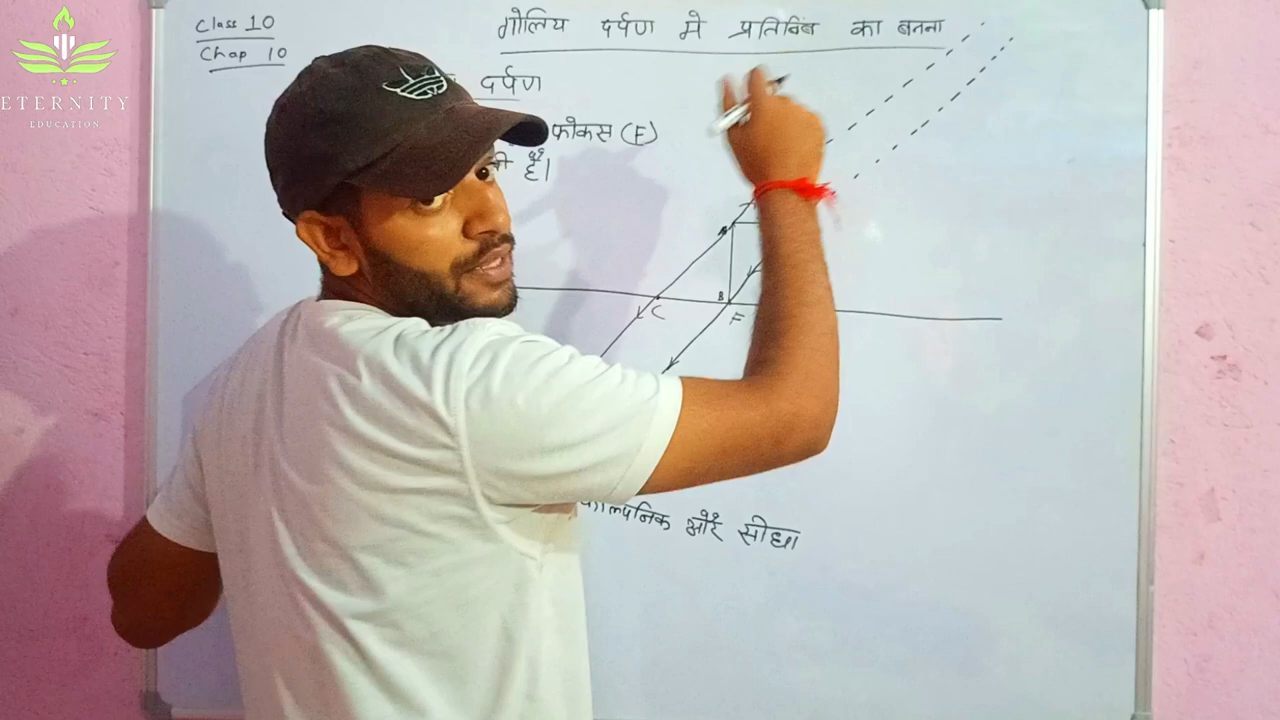 ETERNITY
EDUCATION
Class 10
Chap 10
गोलिय दर्पण मे प्रतिविंब का बनना
दर्पण
फोकस (F)
है।
A
B
C
F
काल्पनिक और सीधा